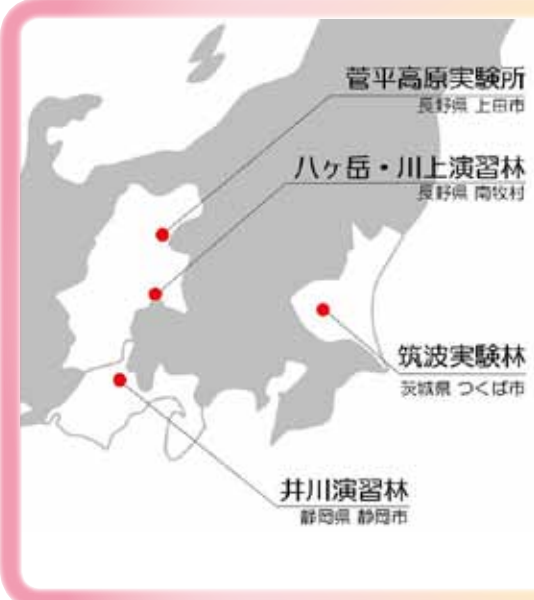 菅平高原実験所
長野県 上田市
八ヶ岳・川上演習林
長野県 南牧村
筑波実験林
茨城県 つくば市
井川演習林
静岡県 静岡市